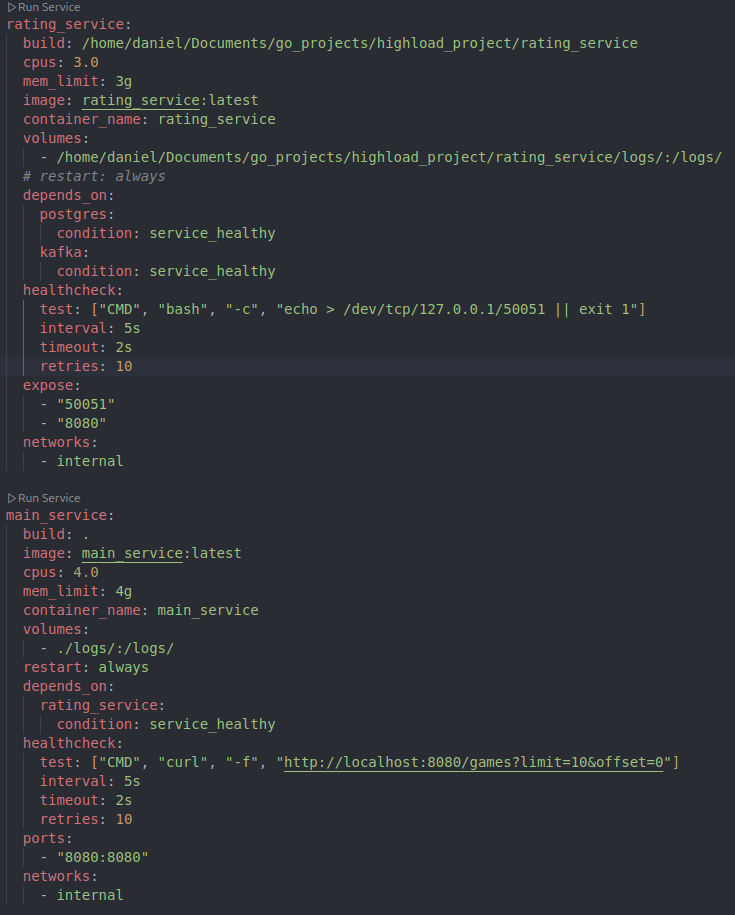 ▷Run Service
rating_service:
  build: /home/daniel/Documents/go_projects/highload_project/rating_service
  cpus: 3.0
  mem_limit: 3g
  image: rating_service:latest
  container_name: rating_service
  volumes:
    - /home/daniel/Documents/go_projects/highload_project/rating_service/logs/:/logs/
  # restart: always
  depends_on:
    postgres:
      condition: service_healthy
    kafka:
      condition: service_healthy
  healthcheck:
    test: ["CMD", "bash", "-c", "echo > /dev/tcp/127.0.0.1/50051 || exit 1"]
    interval: 5s
    timeout: 2s
    retries: 10
  expose:
    - "50051"
    - "8080"
  networks:
    - internal
▷Run Service
main_service:
  build: .
  image: main_service:latest
  cpus: 4.0
  mem_limit: 4g
  container_name: main_service
  volumes:
    - ./logs/:/logs/
  restart: always
  depends_on:
    rating_service:
      condition: service_healthy
  healthcheck:
    test: ["CMD", "curl", "-f", "http://localhost:8080/games?limit=10&offset=0"]
    interval: 5s
    timeout: 2s
    retries: 10
  ports:
    - "8080:8080"
  networks:
    - internal